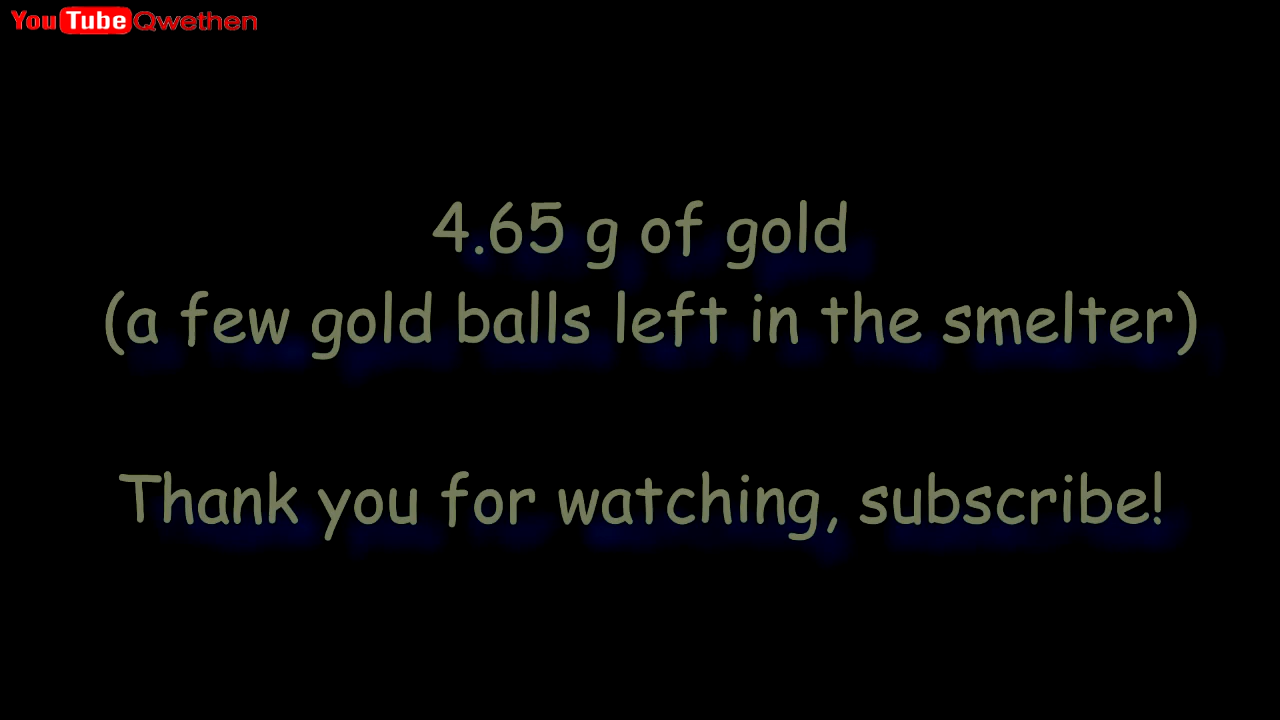 YouTube Qwethen
4.65 g of gold
(a few gold balls left in the smelter)
Thank you for watching, subscribe!